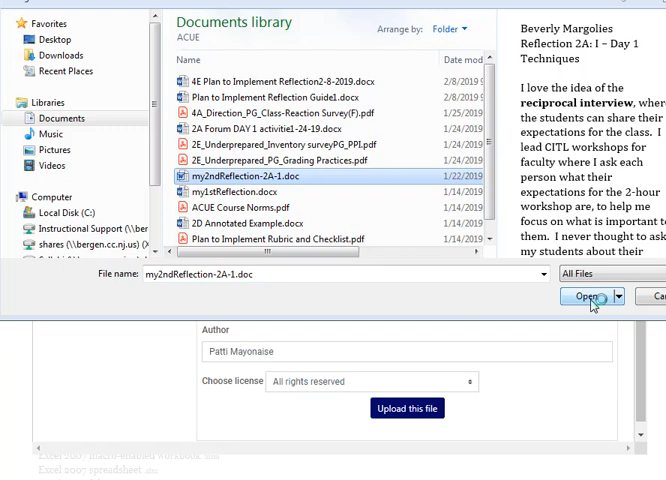 Favorites
Desktop
Downloads
Recent Places
Libraries
Documents
Music
Pictures
Videos
Computer
Local Disk (C:)
Instructional Support (\\ber
shares (\\bergen.cc.nj.us) (X
Documents library
ACUE
Arrange by: Folder
Name Date mod
4E Plan to Implement Reflection2-8-2019.docx 2/8/2019 9
Plan to Implement Reflection Guide1.docx 2/8/2019 9
4A_Direction_PG_Class-Reaction Survey(F).pdf 1/25/2019
2A Forum DAY 1 activitie1-24-19.docx 1/24/2019
2E_Underprepared_Inventory surveyPG_PPI.pdf 1/24/2019
2E_Underprepared_PG_Grading Practices.pdf 1/24/2019
my2ndReflection-2A-1.doc 1/22/2019
my1stReflection.docx 1/14/2019
ACUE Course Norms.pdf 1/14/2019
2D Annotated Example.docx 1/14/2019
Plan to Implement Rubric and Checklist.pdf 1/14/2019
Beverly Margolies
Reflection 2A: I – Day 1
Techniques
I love the idea of the
reciprocal interview, where
the students can share their
expectations for the class. I
lead CITL workshops for
faculty where I ask each
person what their
expectations for the 2-hour
workshop are, to help me
focus on what is important to
them. I never thought to ask
my students about their
File name: my2ndReflection-2A-1.doc
All Files
Open
Can
Author
Patti Mayonaise
Choose license All rights reserved
Upload this file
Excel 2007 macro-enabled workbook .xlsm
Excel 2007 spreadsheet .xlsx